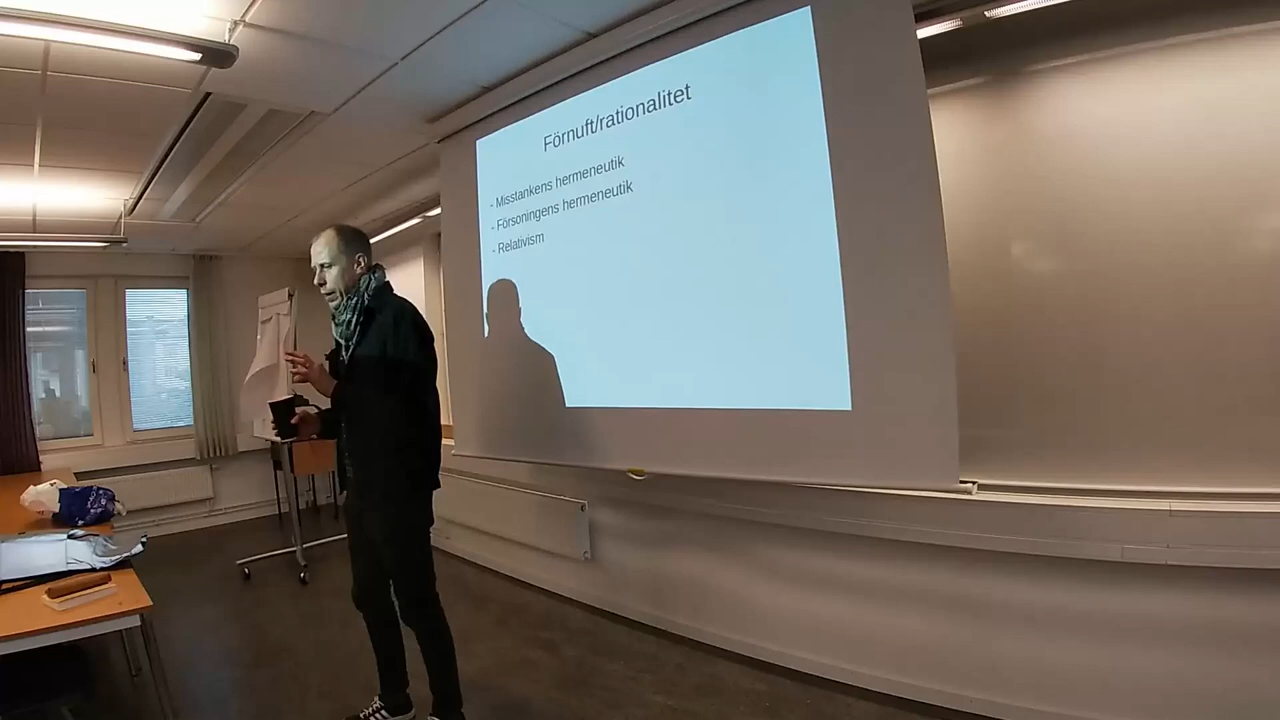 Förnuft/rationalitet
- Misstankens hermeneutik
- Försoningens hermeneutik
- Relativism